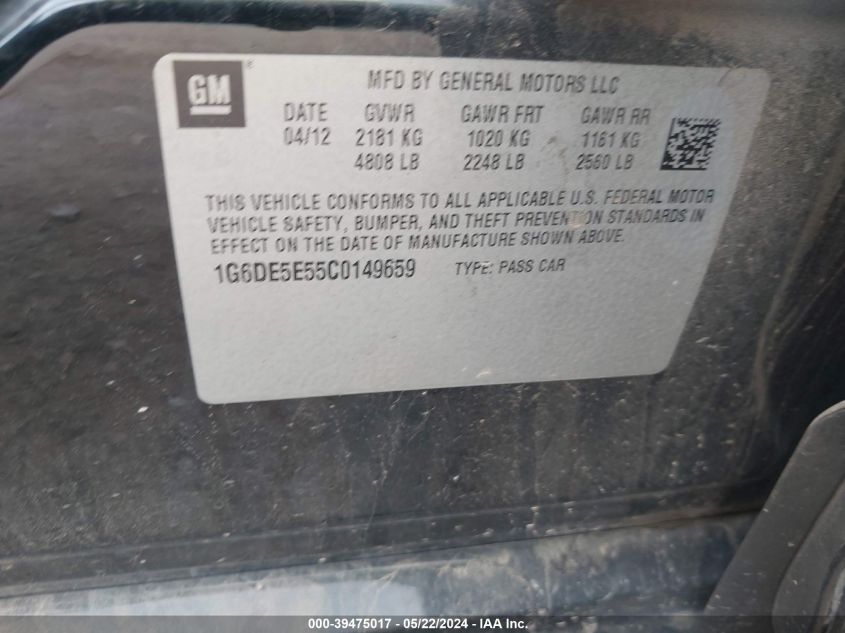 GM ®
MFD BY GENERAL MOTORS LLC
DATE GVWR GAWR FRT GAWR RR
04/12 2181 KG 1020 KG 1161 KG
4808 LB 2248 LB 2560 LB
THIS VEHICLE CONFORMS TO ALL APPLICABLE U.S. FEDERAL MOTOR
VEHICLE SAFETY, BUMPER, AND THEFT PREVENTION STANDARDS IN
EFFECT ON THE DATE OF MANUFACTURE SHOWN ABOVE.
1G6DE5E55C0149659 TYPE: PASS CAR
000-39475017 - 05/22/2024 - IAA Inc.